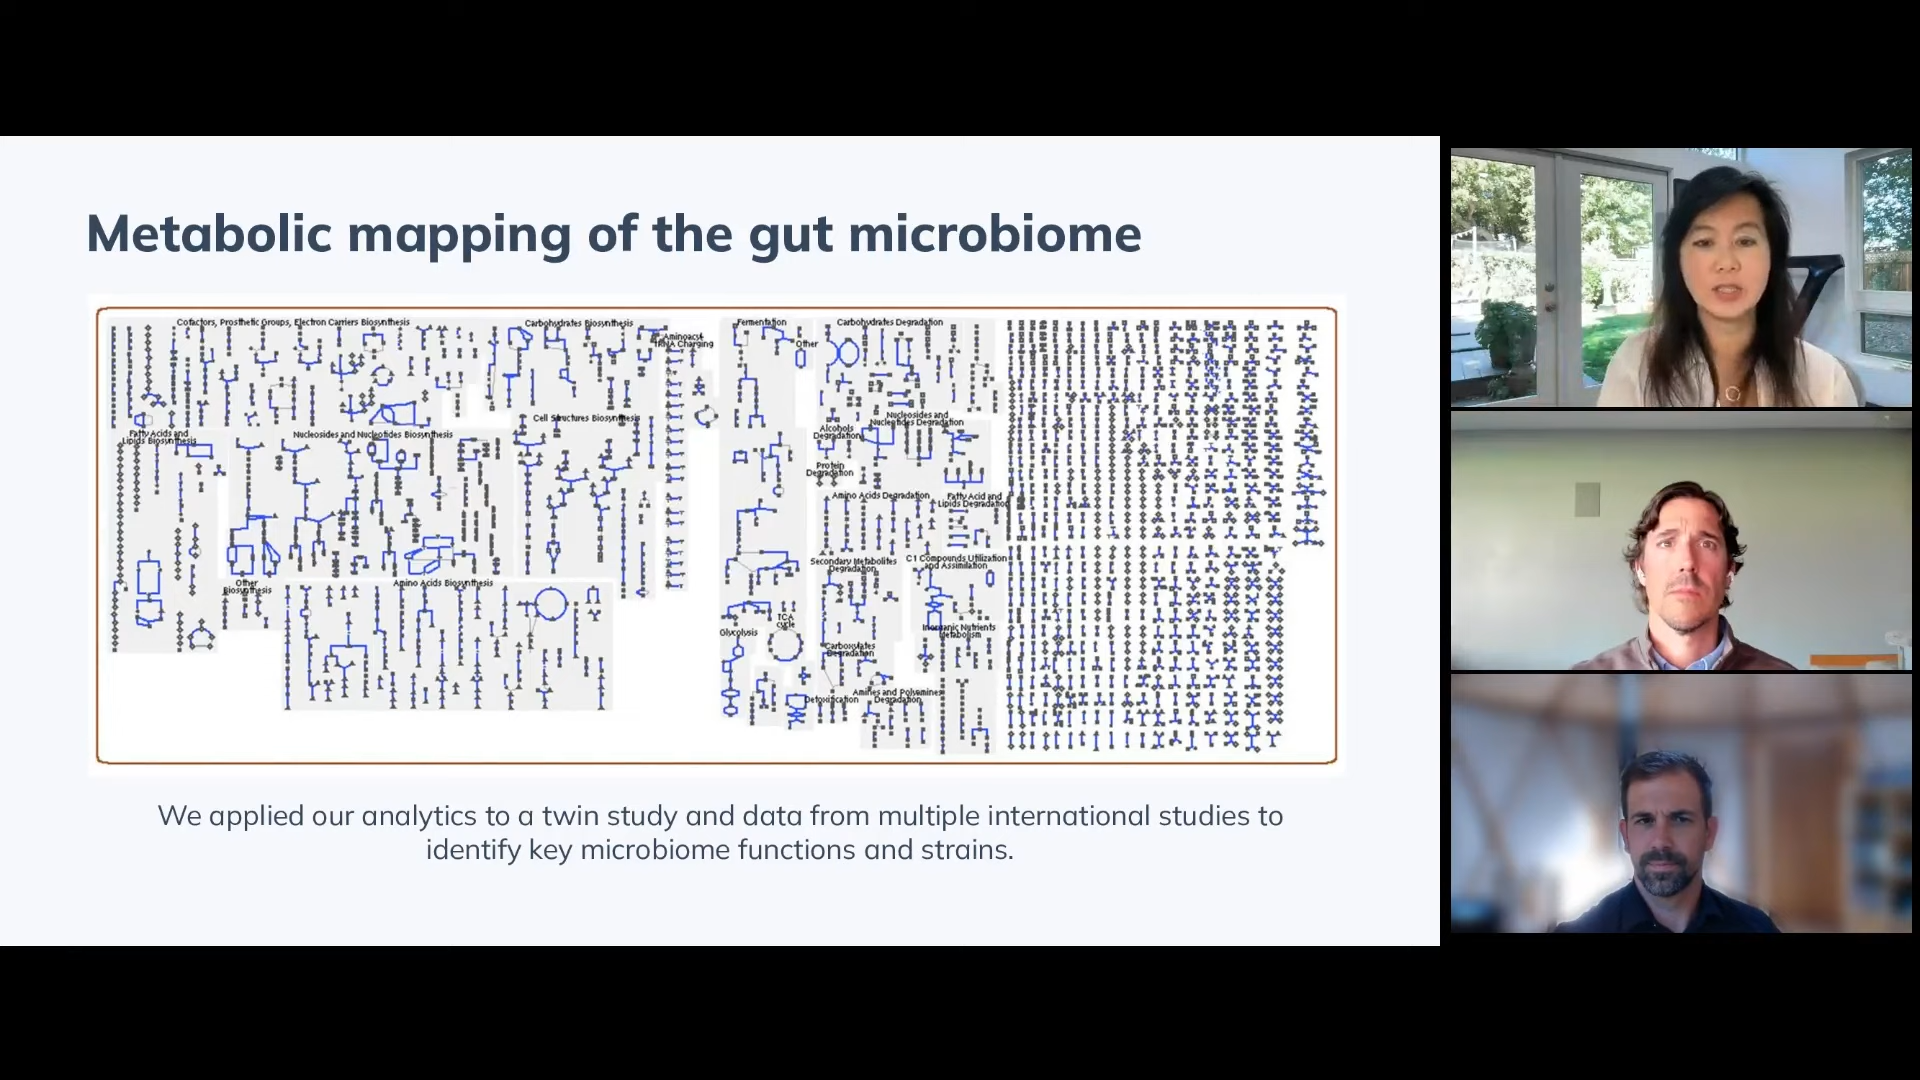 Metabolic mapping of the gut microbiome
Cofactors, Prosthetic Groups, Electron Carriers Biosynthesis
Carbohydrates Biosynthesis
Aminoacyl-
tRNA Charging
Fermentation
Other
Carbohydrates Degradation
Cell Structures Biosynthesis
Fatty Acids and
Lipids Biosynthesis
Nucleosides and Nucleotides Biosynthesis
Nucleosides and
Nucleotides Degradation
Alcohols
Degradation
Protein
Degradation
Amino Acids Degradation
Fatty Acid and
Lipids Degradation
Secondary Metabolites
Degradation
C1 Compounds Utilization
and Assimilation
Other
Biosynthesis
Amino Acids Biosynthesis
Glycolysis
TCA
cycle
Inorganic Nutrients
Metabolism
Carboxylates
Degradation
Detoxification
Amines and Polyamines
Degradation
We applied our analytics to a twin study and data from multiple international studies to
identify key microbiome functions and strains.